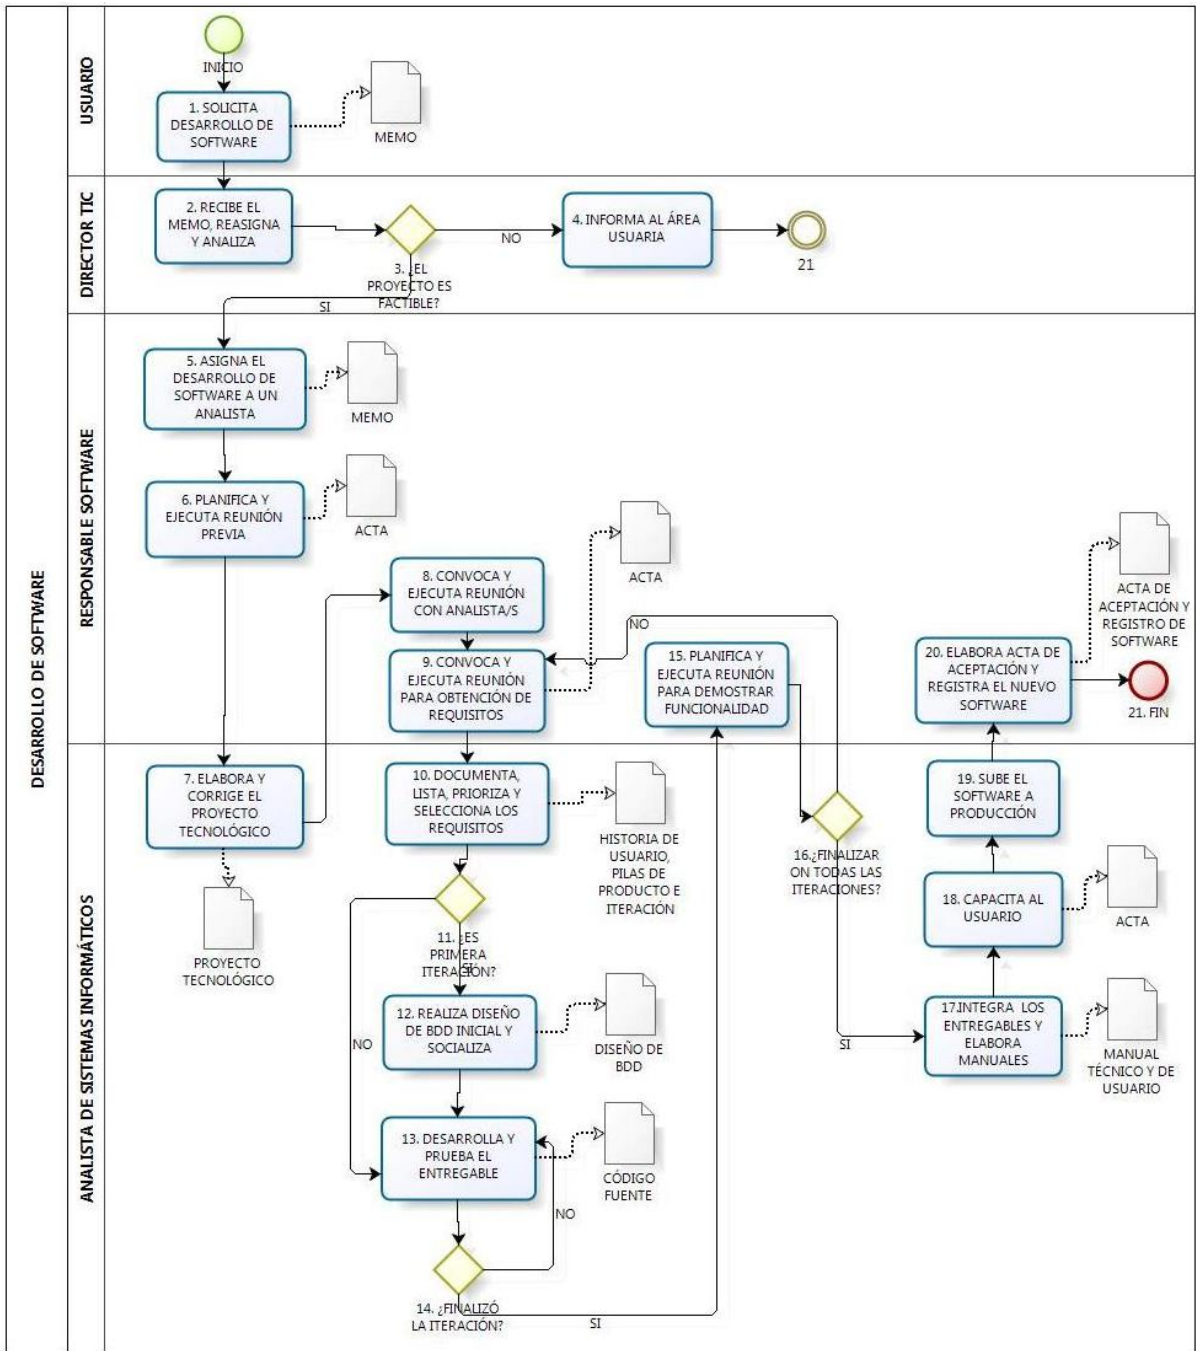 DESARROLLO DE SOFTWARE
USUARIO
INICIO
1. SOLICITA
DESARROLLO DE
SOFTWARE
MEMO
DIRECTOR TIC
2. RECIBE EL
MEMO, REASIGNA
Y ANALIZA
3. ¿EL
PROYECTO ES
FACTIBLE?
NO
SI
4. INFORMA AL ÁREA
USUARIA
21
RESPONSABLE SOFTWARE
5. ASIGNA EL
DESARROLLO DE
SOFTWARE A UN
ANALISTA
MEMO
6. PLANIFICA Y
EJECUTA REUNIÓN
PREVIA
ACTA
8. CONVOCA Y
EJECUTA REUNIÓN
CON ANALISTA/S
9. CONVOCA Y
EJECUTA REUNIÓN
PARA OBTENCIÓN DE
REQUISITOS
ACTA
NO
15. PLANIFICA Y
EJECUTA REUNIÓN
PARA DEMOSTRAR
FUNCIONALIDAD
20. ELABORA ACTA DE
ACEPTACIÓN Y
REGISTRA EL NUEVO
SOFTWARE
ACTA DE
ACEPTACIÓN Y
REGISTRO DE
SOFTWARE
21. FIN
ANALISTA DE SISTEMAS INFORMÁTICOS
7. ELABORA Y
CORRIGE EL
PROYECTO
TECNOLÓGICO
PROYECTO
TECNOLÓGICO
10. DOCUMENTA,
LISTA, PRIORIZA Y
SELECCIONA LOS
REQUISITOS
HISTORIA DE
USUARIO,
PILAS DE
PRODUCTO E
ITERACIÓN
11. ¿ES
PRIMERA
ITERACIÓN?
SI
NO
12. REALIZA DISEÑO
DE BDD INICIAL Y
SOCIALIZA
DISEÑO DE
BDD
13. DESARROLLA Y
PRUEBA EL
ENTREGABLE
CÓDIGO
FUENTE
NO
14. ¿FINALIZÓ
LA ITERACIÓN?
SI
16.¿FINALIZAR
ON TODAS LAS
ITERACIONES?
SI
17.INTEGRA LOS
ENTREGABLES Y
ELABORA
MANUALES
MANUAL
TÉCNICO Y DE
USUARIO
18. CAPACITA AL
USUARIO
ACTA
19. SUBE EL
SOFTWARE A
PRODUCCIÓN